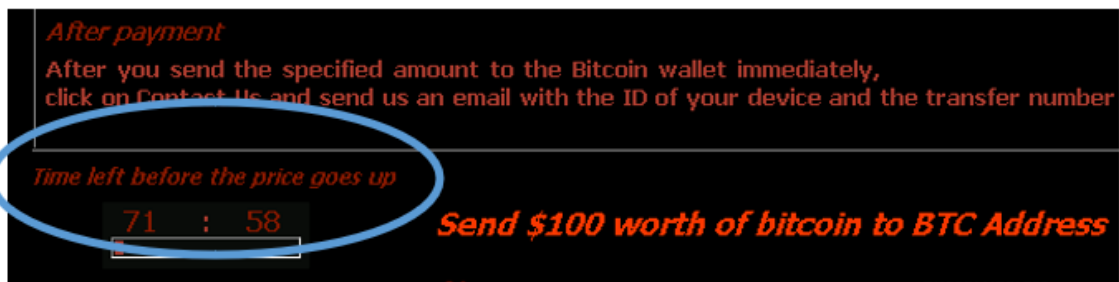 After payment
After you send the specified amount to the Bitcoin wallet immediately,
click on Contact Us and send us an email with the ID of your device and the transfer number
Time left before the price goes up
71 : 58
Send $100 worth of bitcoin to BTC Address